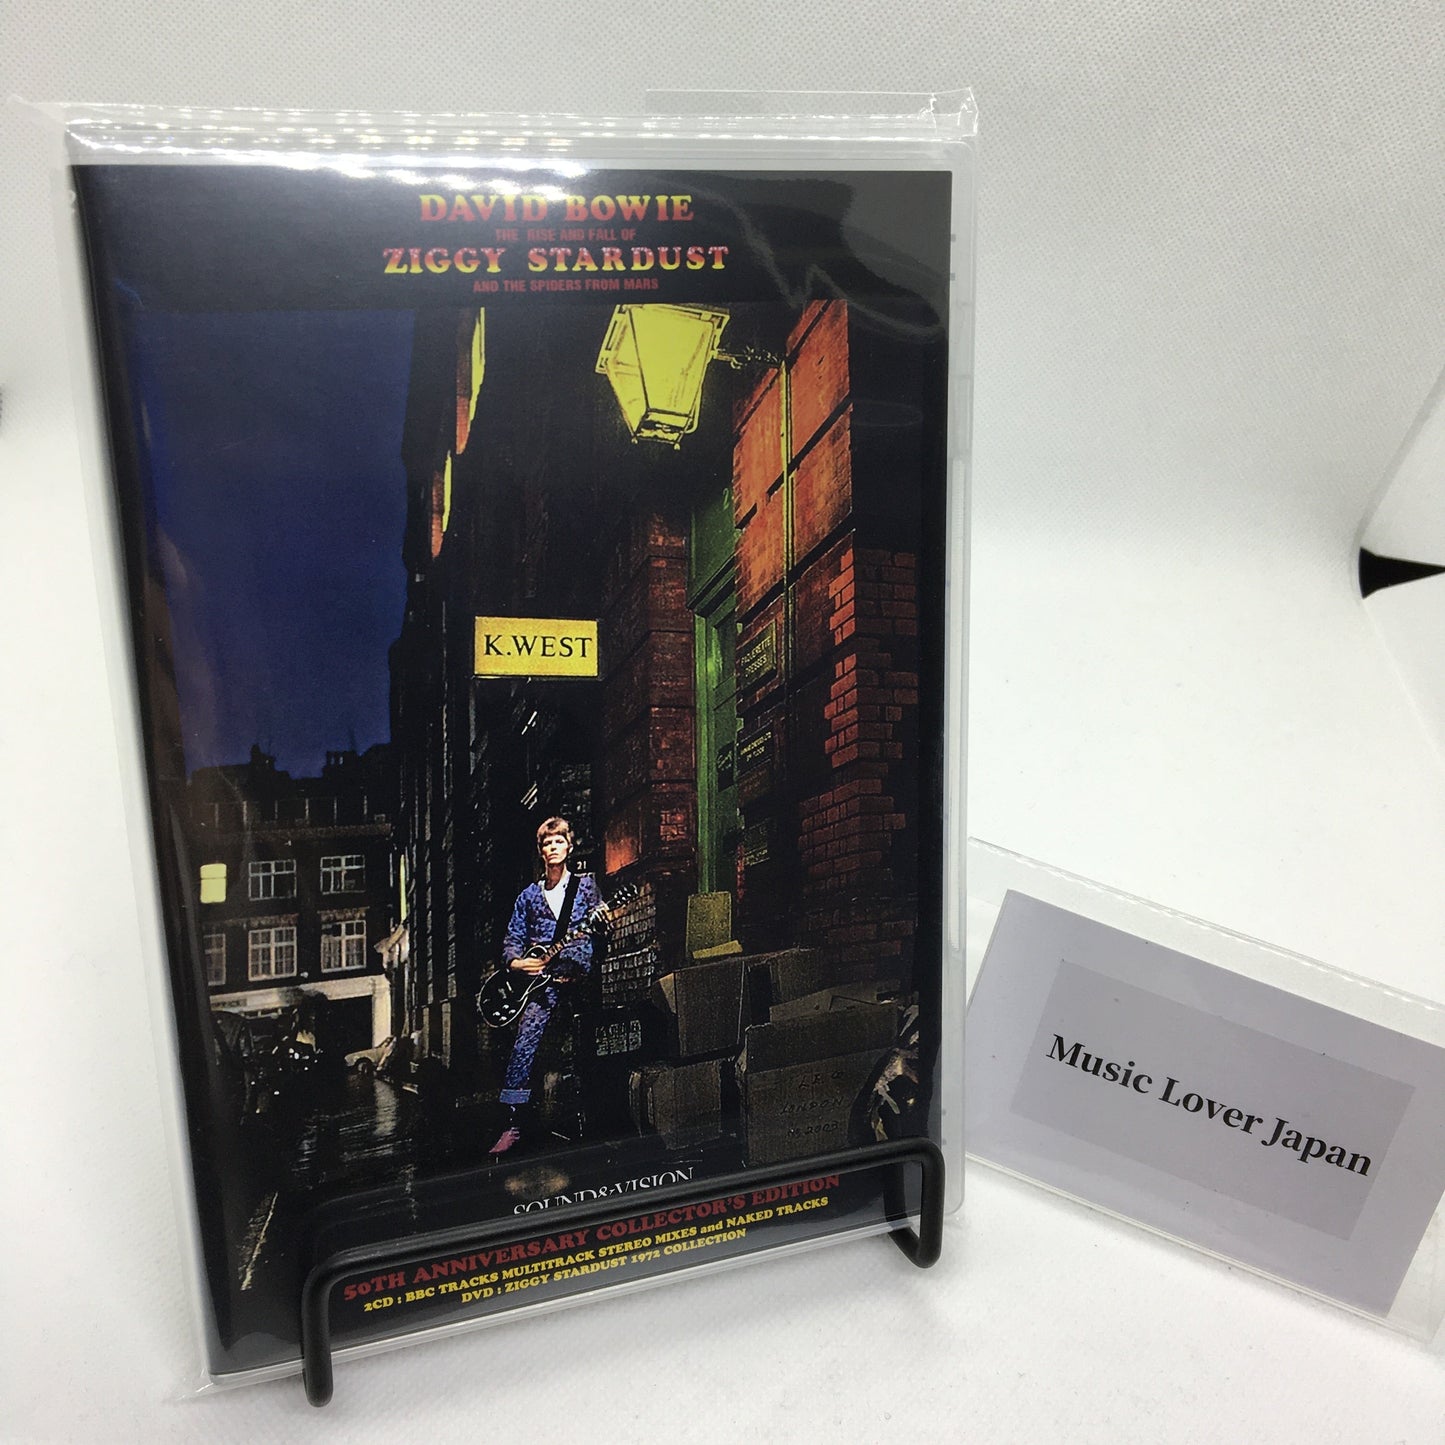 DAVID BOWIE
THE RISE AND FALL OF
ZIGGY STARDUST
AND THE SPIDERS FROM MARS
K.WEST
21
LONDON
SOUND&VISION
50TH ANNIVERSARY COLLECTOR'S EDITION
2CD : BBC TRACKS MULTITRACK STEREO MIXES and NAKED TRACKS
DVD : ZIGGY STARDUST 1972 COLLECTION
Music Lover Japan